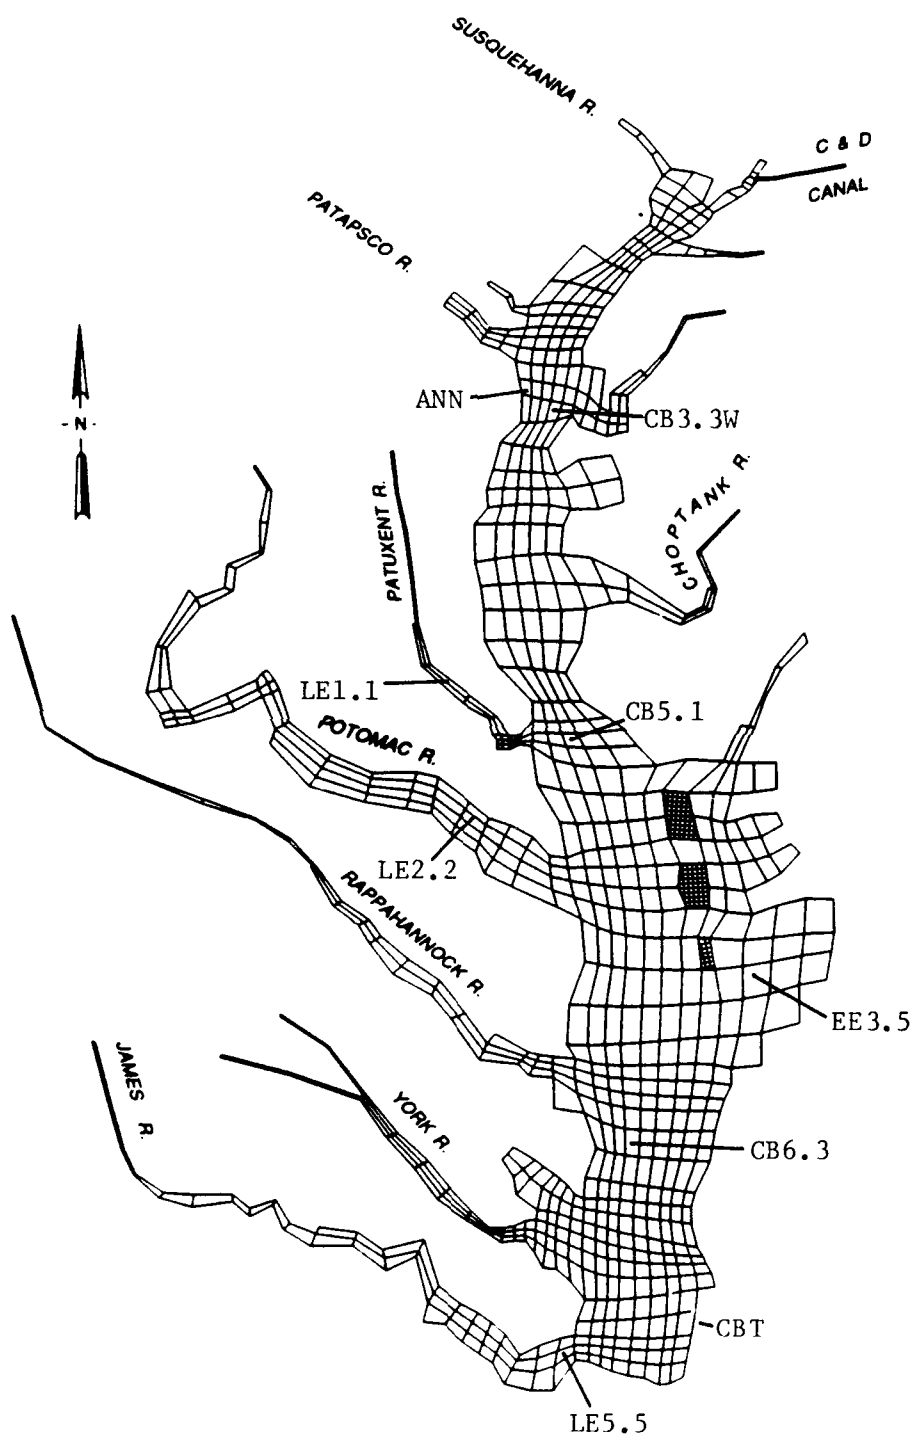 SUSQUEHANNA R.
C & D
CANAL
PATAPSCO R.
- N -
ANN
CB3.3W
CHOPTANK R.
PATUXENT R.
LE1.1
CB5.1
POTOMAC R.
LE2.2
RAPPAHANNOCK R.
EE3.5
JAMES R.
YORK R.
CB6.3
CBT
LE5.5